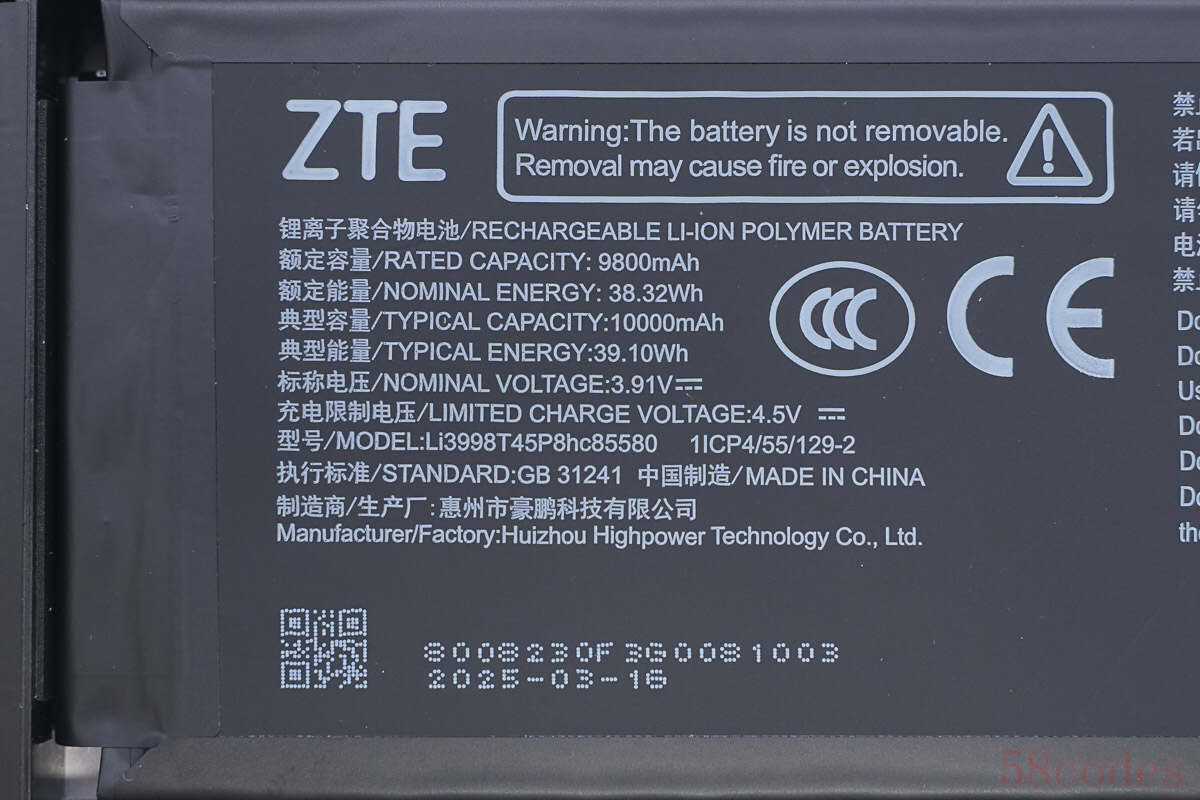 ZTE
Warning:The battery is not removable.
Removal may cause fire or explosion.
锂离子聚合物电池/RECHARGEABLE LI-ION POLYMER BATTERY
额定容量/RATED CAPACITY: 9800mAh
额定能量/NOMINAL ENERGY: 38.32Wh
典型容量/TYPICAL CAPACITY:10000mAh
典型能量/TYPICAL ENERGY:39.10Wh
标称电压/NOMINAL VOLTAGE:3.91V⎓
充电限制电压/LIMITED CHARGE VOLTAGE:4.5V ⎓
型号/MODEL:Li3998T45P8hc85580 1ICP4/55/129-2
执行标准/STANDARD:GB 31241 中国制造/MADE IN CHINA
制造商/生产厂:惠州市豪鹏科技有限公司
Manufacturer/Factory:Huizhou Highpower Technology Co., Ltd.
CCC
CE
8008230F3G0081003
2025-03-16
禁
若
请
请
电
禁
Do
Do
Us
Do
Do
Do
the
58codes